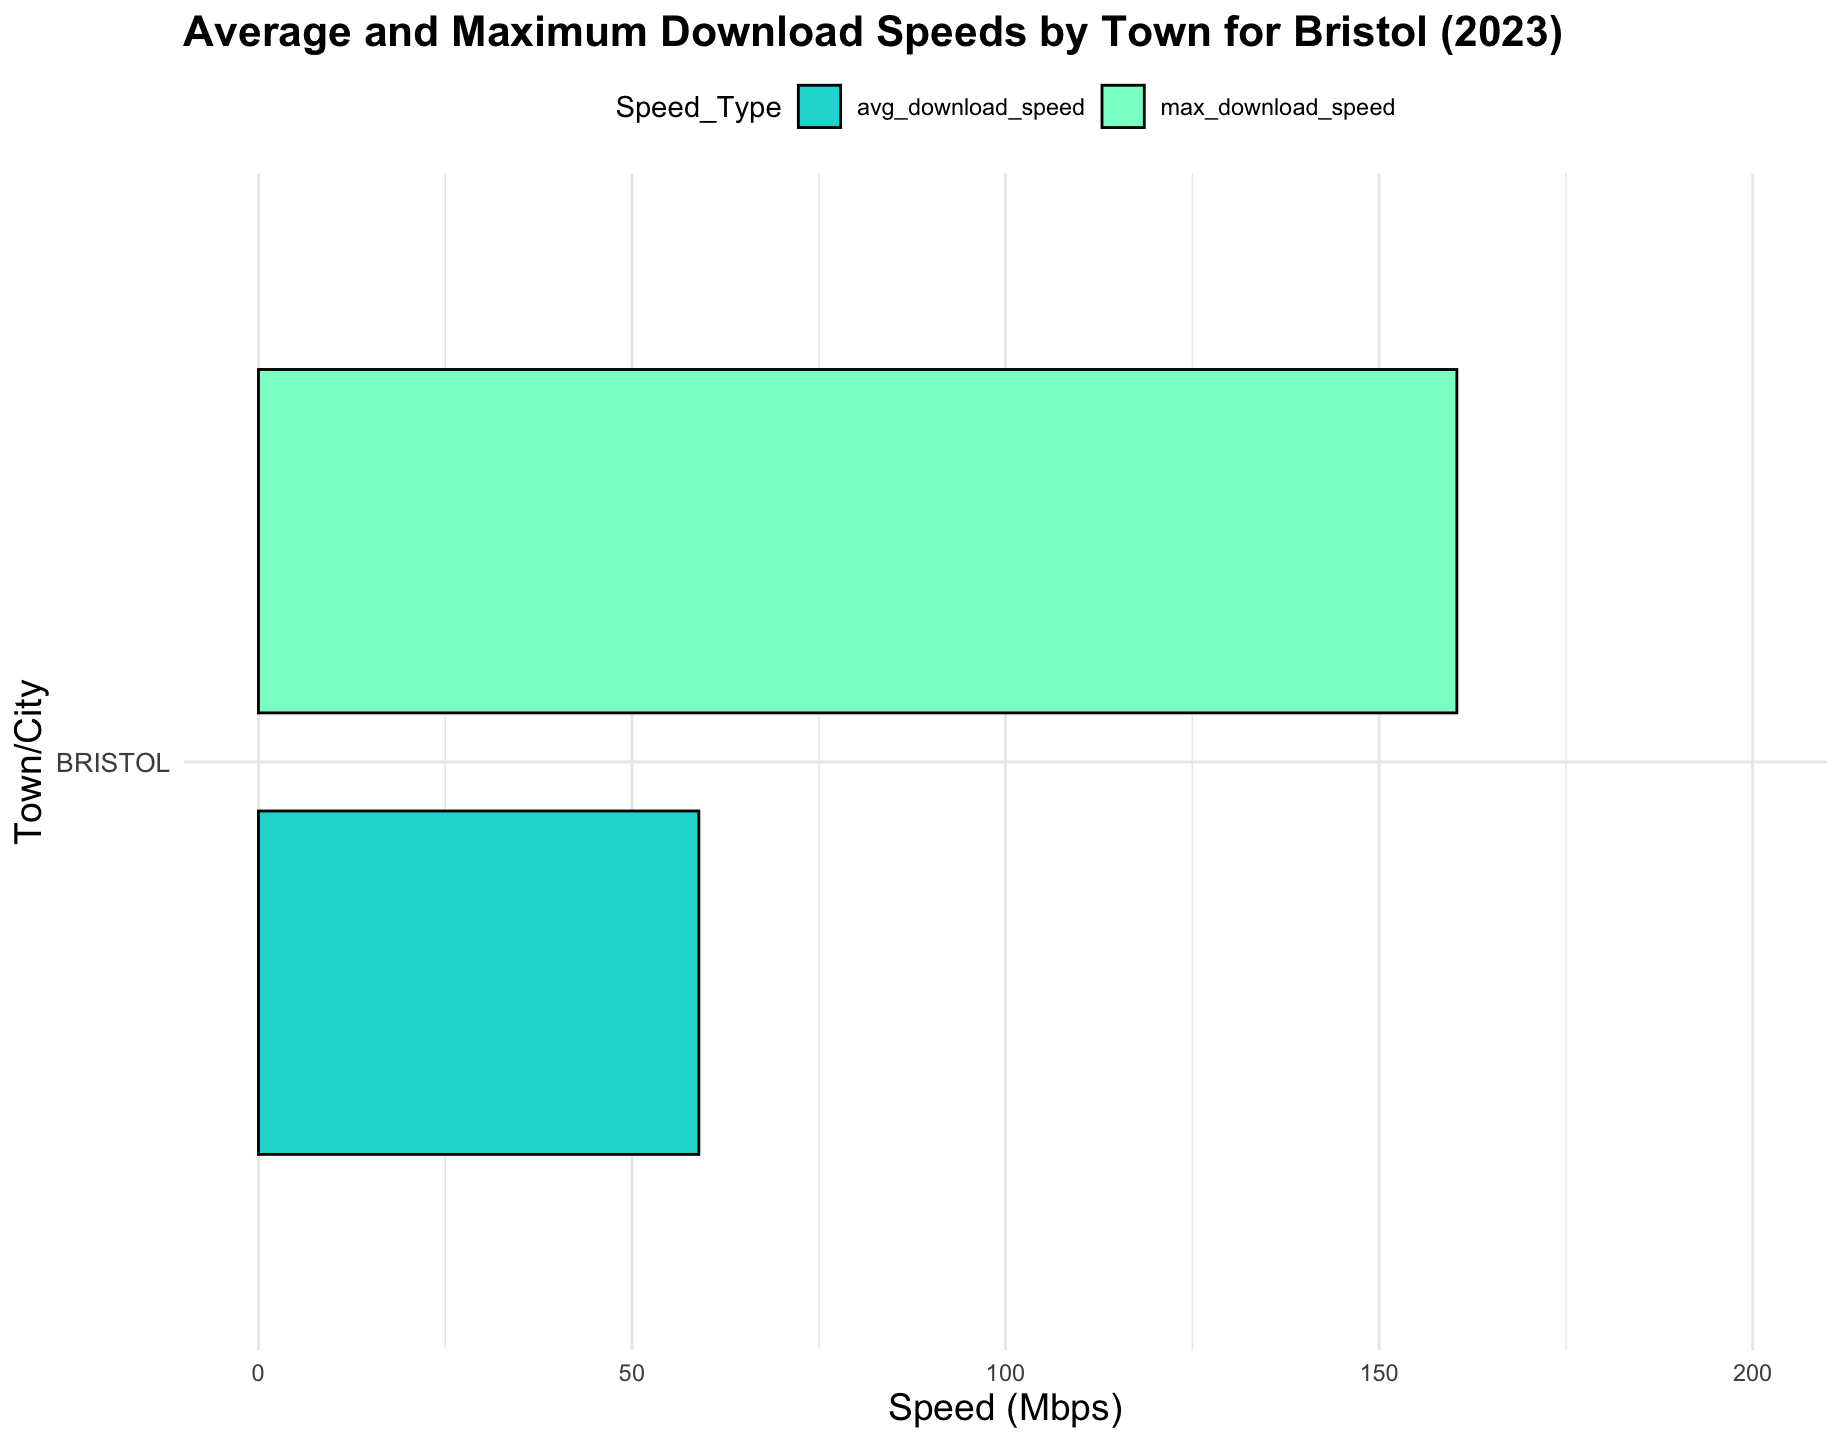 Average and Maximum Download Speeds by Town for Bristol (2023)
Speed_Type avg_download_speed max_download_speed
Town/City
BRISTOL
0 50 100 150 200
Speed (Mbps)